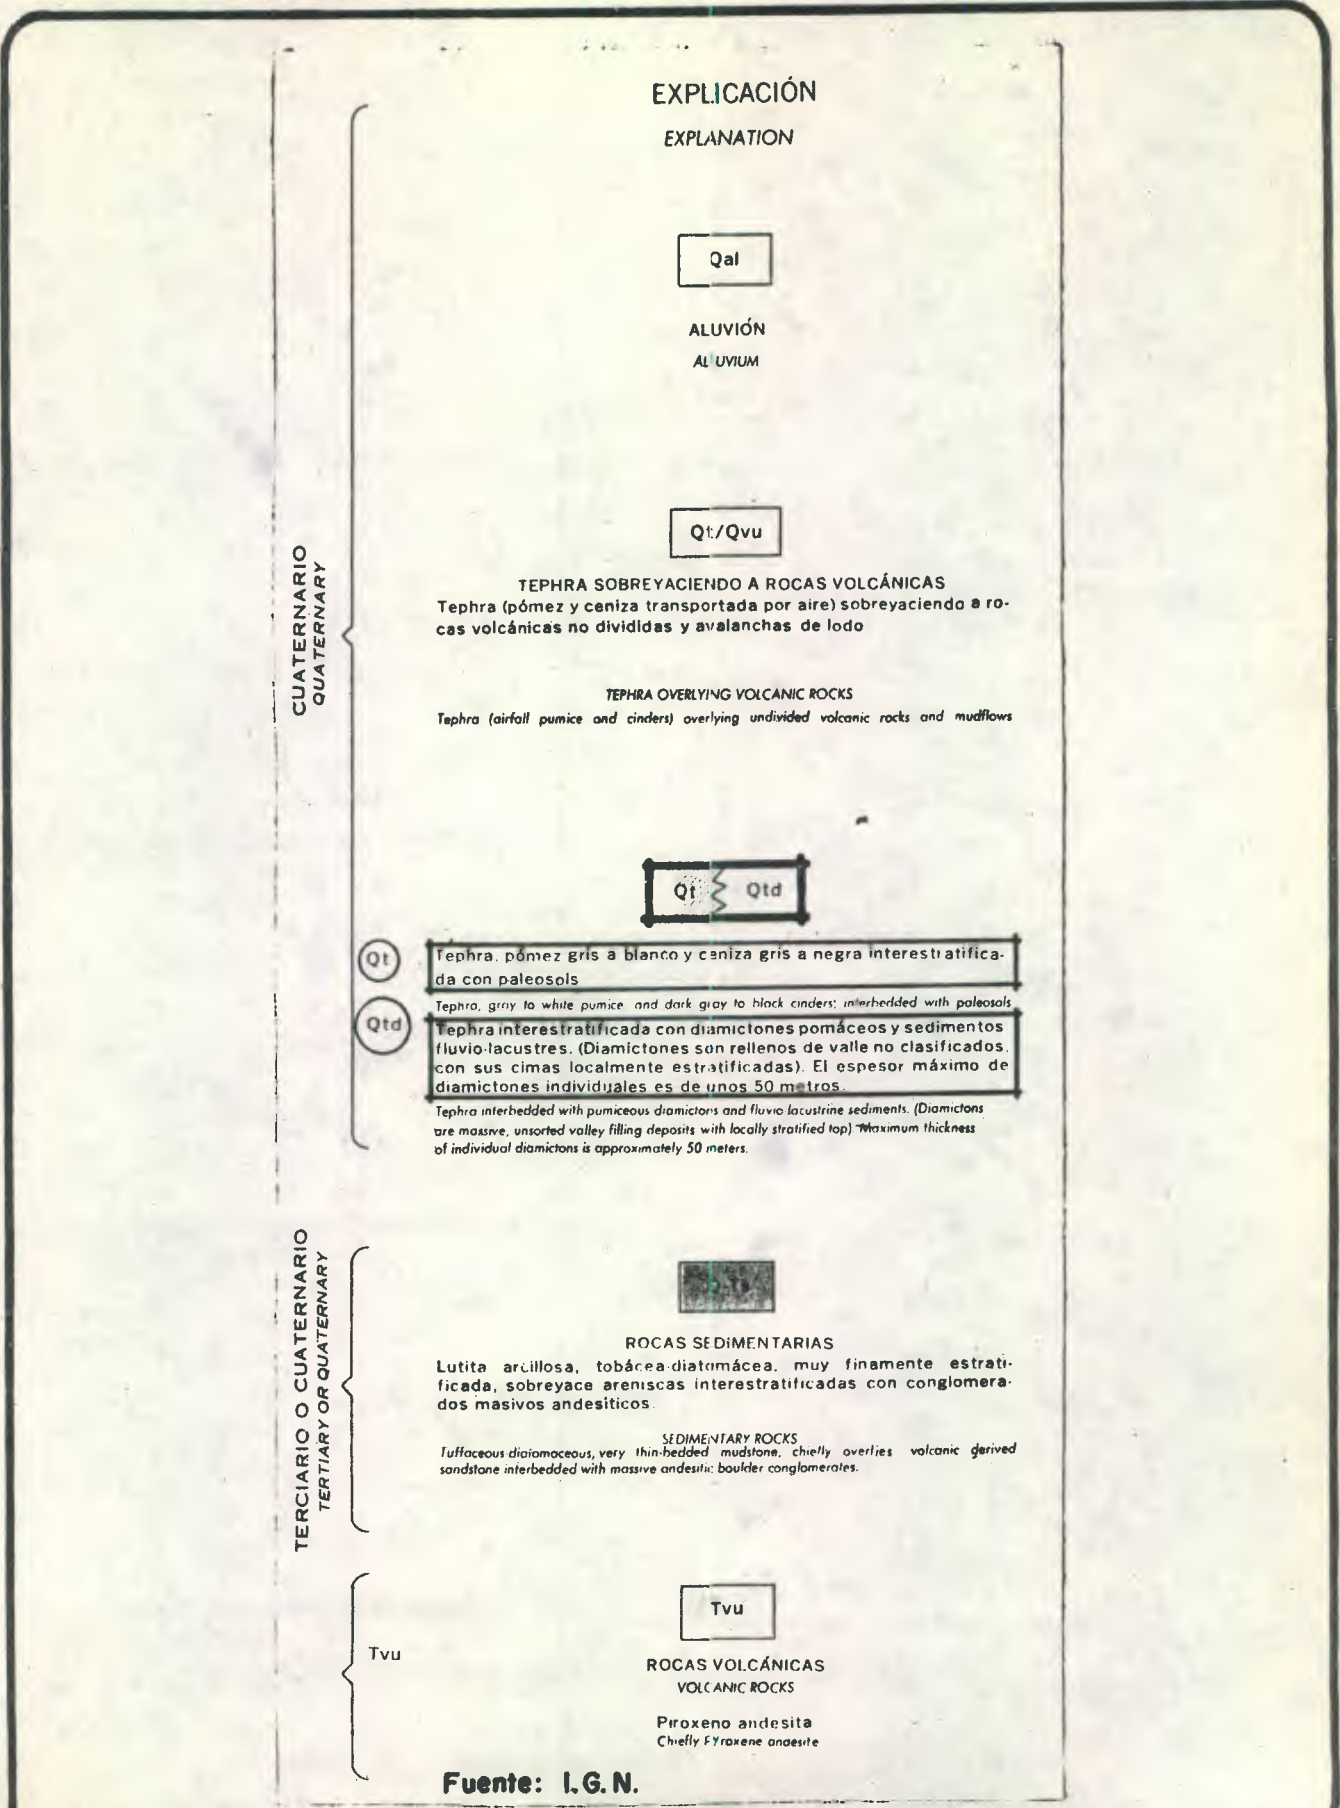 EXPLICACIÓN
EXPLANATION
CUATERNARIO
QUATERNARY
Qal
ALUVIÓN
ALLUVIUM
Qt/Qvu
TEPHRA SOBREYACIENDO A ROCAS VOLCÁNICAS
Tephra (pómez y ceniza transportada por aire) sobreyaciendo a ro-
cas volcánicas no divididas y avalanchas de lodo
TEPHRA OVERLYING VOLCANIC ROCKS
Tephra (airfall pumice and cinders) overlying undivided volcanic rocks and mudflows
Qt Qtd
Qt
Tephra, pómez gris a blanco y ceniza gris a negra interestratifica-
da con paleosols
Tephra, gray to white pumice and dark gray to black cinders; interbedded with paleosols
Qtd
Tephra interestratificada con diamictones pomáceos y sedimentos
fluvio-lacustres. (Diamictones son rellenos de valle no clasificados,
con sus cimas localmente estratificadas). El espesor máximo de
diamictones individuales es de unos 50 metros.
Tephra interbedded with pumiceous diamictons and fluvio lacustrine sediments. (Diamictons
are massive, unsorted valley filling deposits with locally stratified top) Maximum thickness
of individual diamictons is approximately 50 meters.
TERCIARIO O CUATERNARIO
TERTIARY OR QUATERNARY
ROCAS SEDIMENTARIAS
Lutita arcillosa, tobácea-diatomácea, muy finamente estrati-
ficada, sobreyace areniscas interestratificadas con conglomera-
dos masivos andesíticos.
SEDIMENTARY ROCKS
Tuffaceous-diatomaceous, very thin-bedded mudstone, chiefly overlies volcanic derived
sandstone interbedded with massive andesitic boulder conglomerates.
Tvu
Tvu
ROCAS VOLCÁNICAS
VOLCANIC ROCKS
Piroxeno andesita
Chiefly Pyroxene andesite
Fuente: I.G.N.